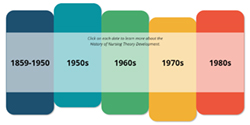 Click on each date to learn more about the
History of Nursing Theory Development
1859-1950 1950s 1960s 1970s 1980s